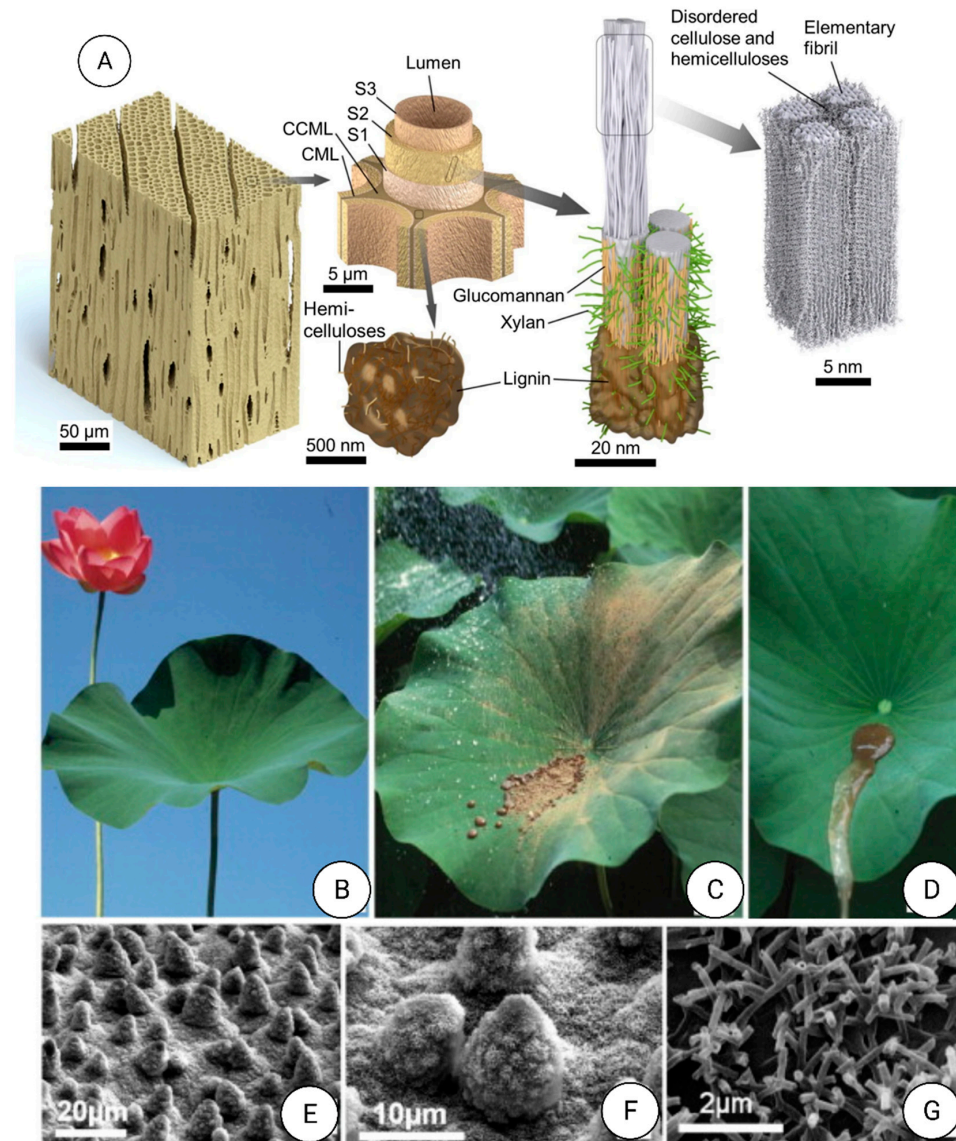 A
Lumen
S3
S2
S1
CCML
CML
5 µm
Hemi-
celluloses
50 µm
500 nm
Lignin
Glucomannan
Xylan
20 nm
Disordered
cellulose and
hemicelluloses
Elementary
fibril
5 nm
B
C
D
20µm
E
10µm
F
2µm
G